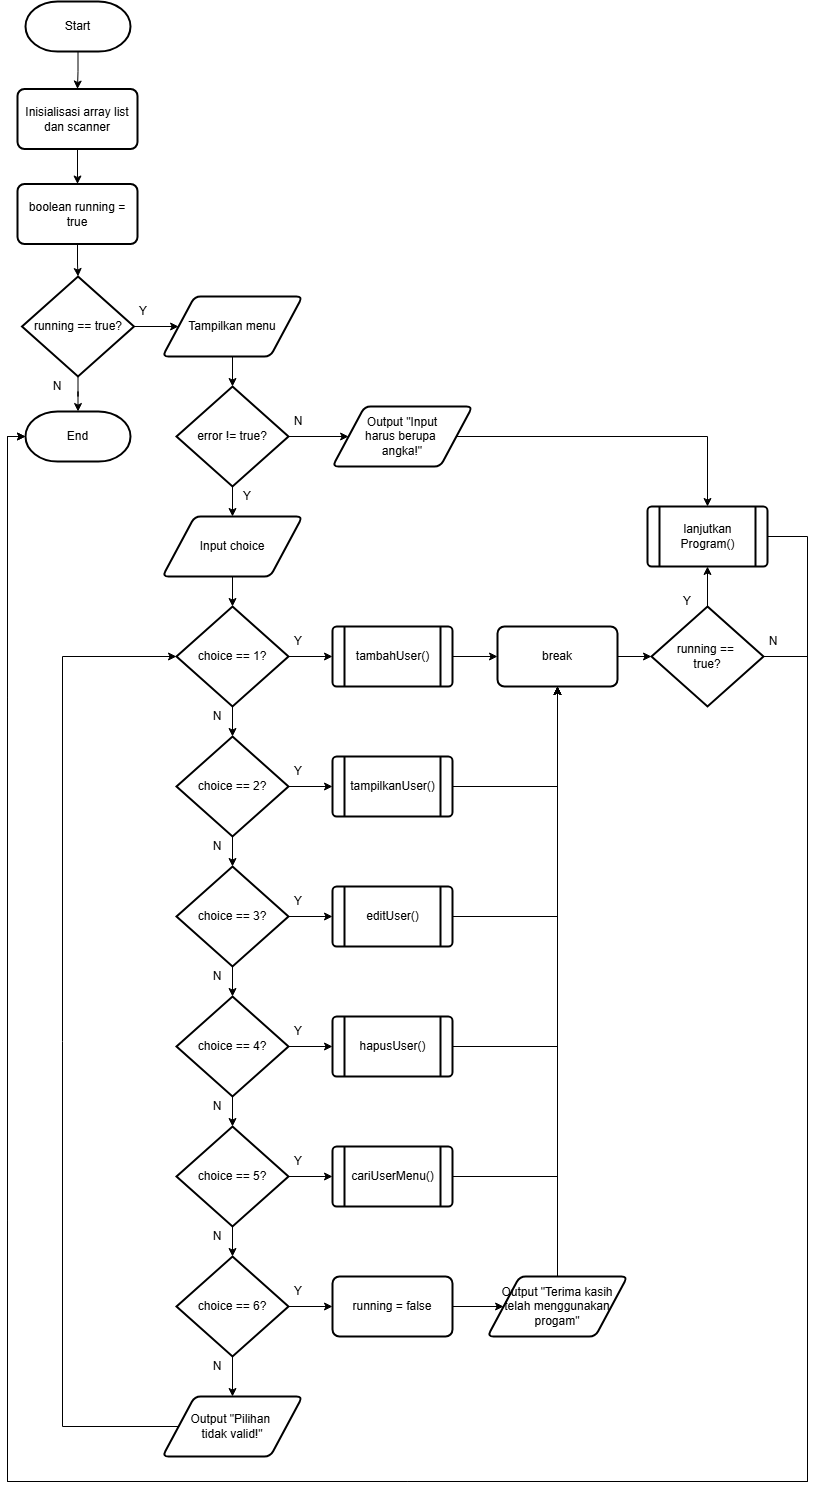 Start
Inisialisasi array list
dan scanner
boolean running =
true
running == true?
Y
Tampilkan menu
N
End
error != true?
N
Output "Input
harus berupa
angka!"
Y
lanjutkan
Program()
Input choice
choice == 1?
Y
tambahUser()
break
Y
running ==
true?
N
N
choice == 2?
Y
tampilkanUser()
N
choice == 3?
Y
editUser()
N
choice == 4?
Y
hapusUser()
N
choice == 5?
Y
cariUserMenu()
N
choice == 6?
Y
running = false
Output "Terima kasih
telah menggunakan
progam"
N
Output "Pilihan
tidak valid!"